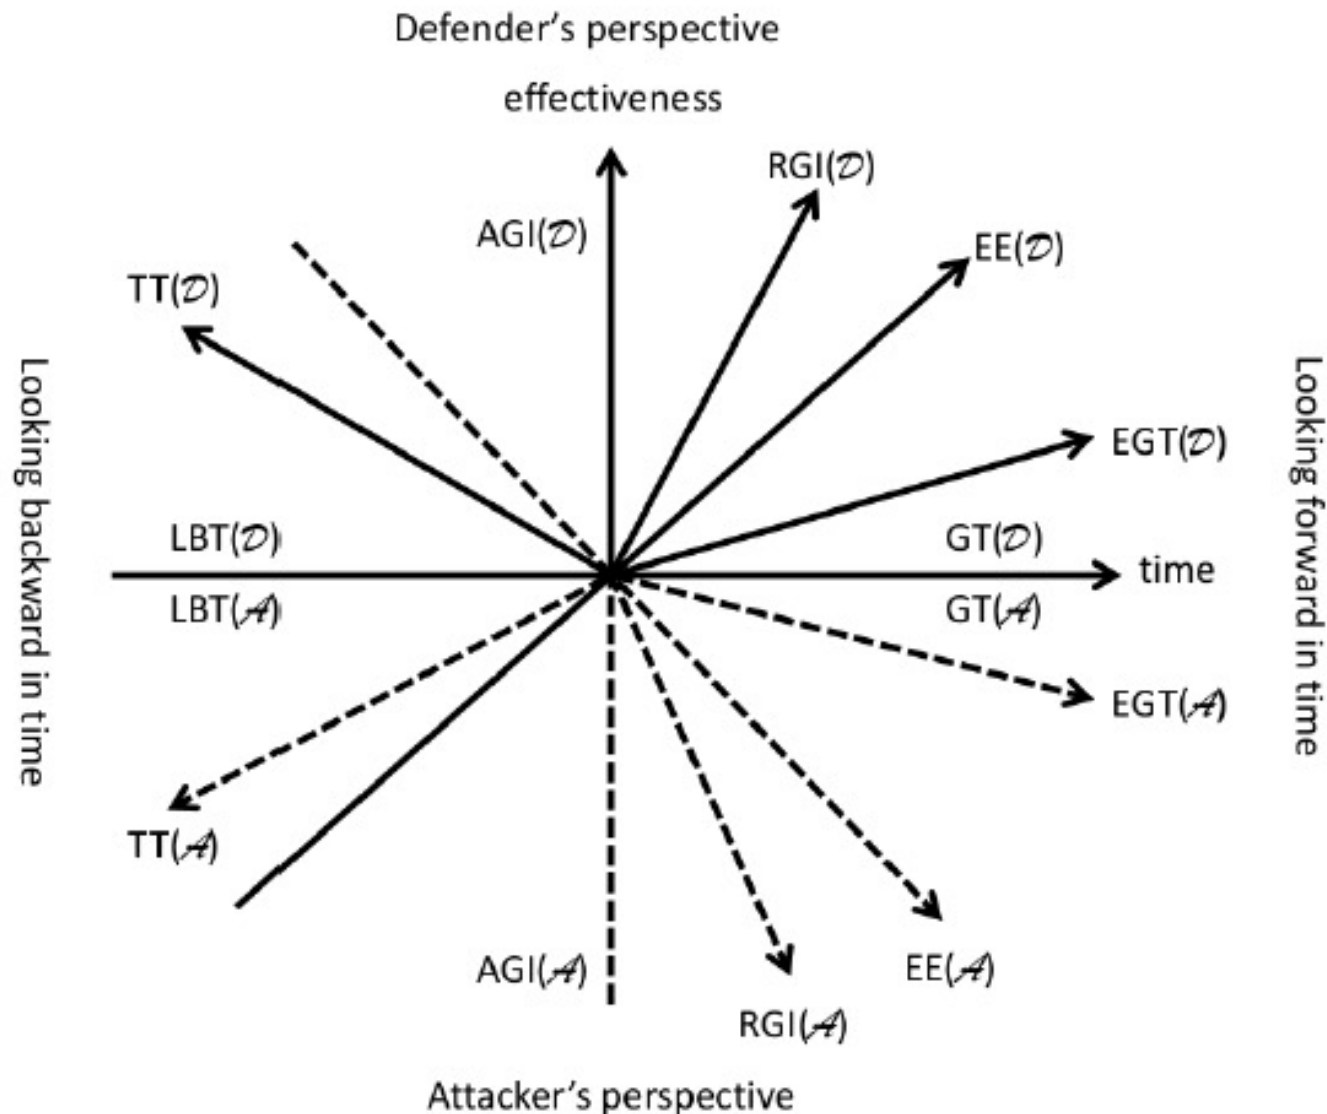 Defender’s perspective
effectiveness
RGI(𝒟)
AGI(𝒟)
EE(𝒟)
TT(𝒟)
Looking backward in time
Looking forward in time
EGT(𝒟)
LBT(𝒟)
GT(𝒟)
time
LBT(𝒜)
GT(𝒜)
EGT(𝒜)
TT(𝒜)
AGI(𝒜)
EE(𝒜)
RGI(𝒜)
Attacker’s perspective